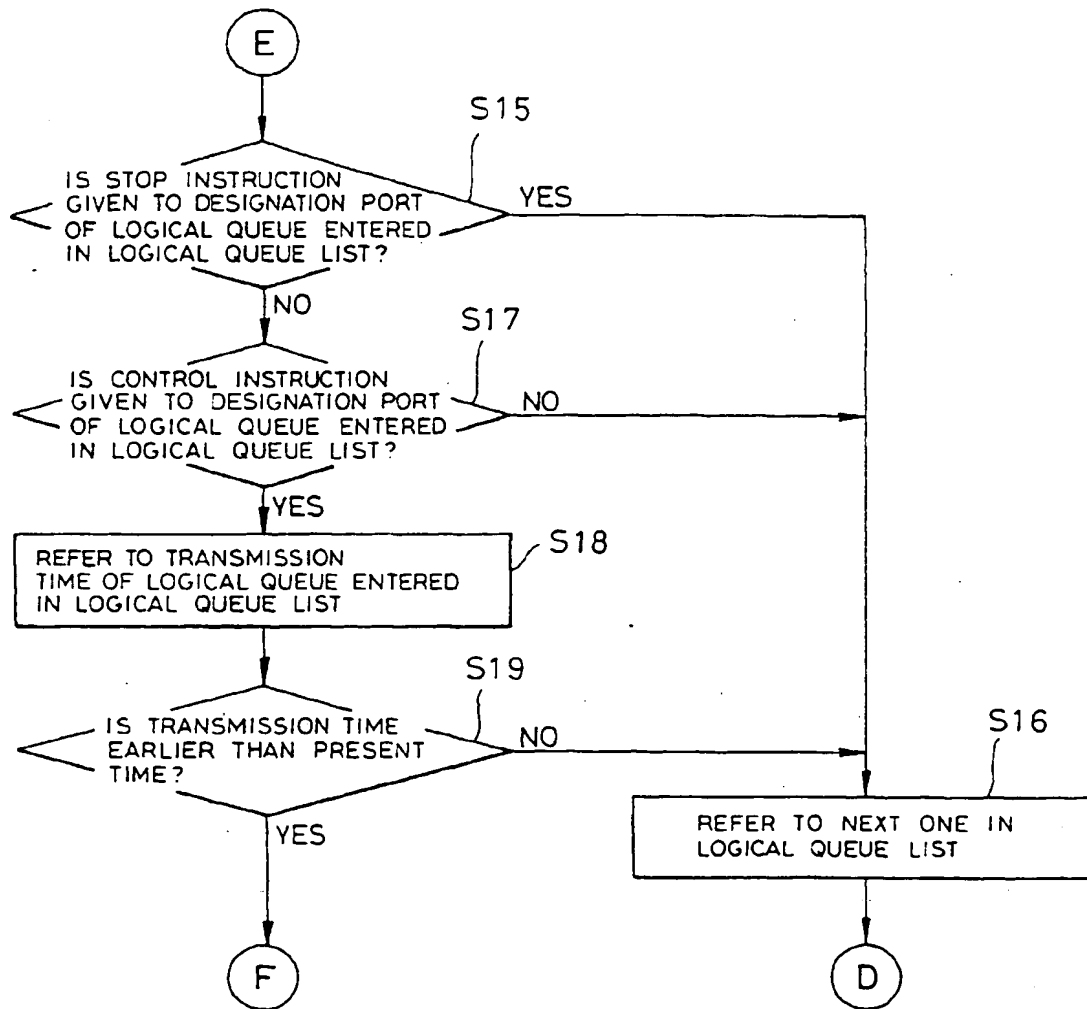 E
S15
IS STOP INSTRUCTION
GIVEN TO DESIGNATION PORT
OF LOGICAL QUEUE ENTERED
IN LOGICAL QUEUE LIST?
YES
NO
S17
IS CONTROL INSTRUCTION
GIVEN TO DESIGNATION PORT
OF LOGICAL QUEUE ENTERED
IN LOGICAL QUEUE LIST?
NO
YES
S18
REFER TO TRANSMISSION
TIME OF LOGICAL QUEUE ENTERED
IN LOGICAL QUEUE LIST
S19
IS TRANSMISSION TIME
EARLIER THAN PRESENT
TIME?
NO
YES
S16
REFER TO NEXT ONE IN
LOGICAL QUEUE LIST
F
D